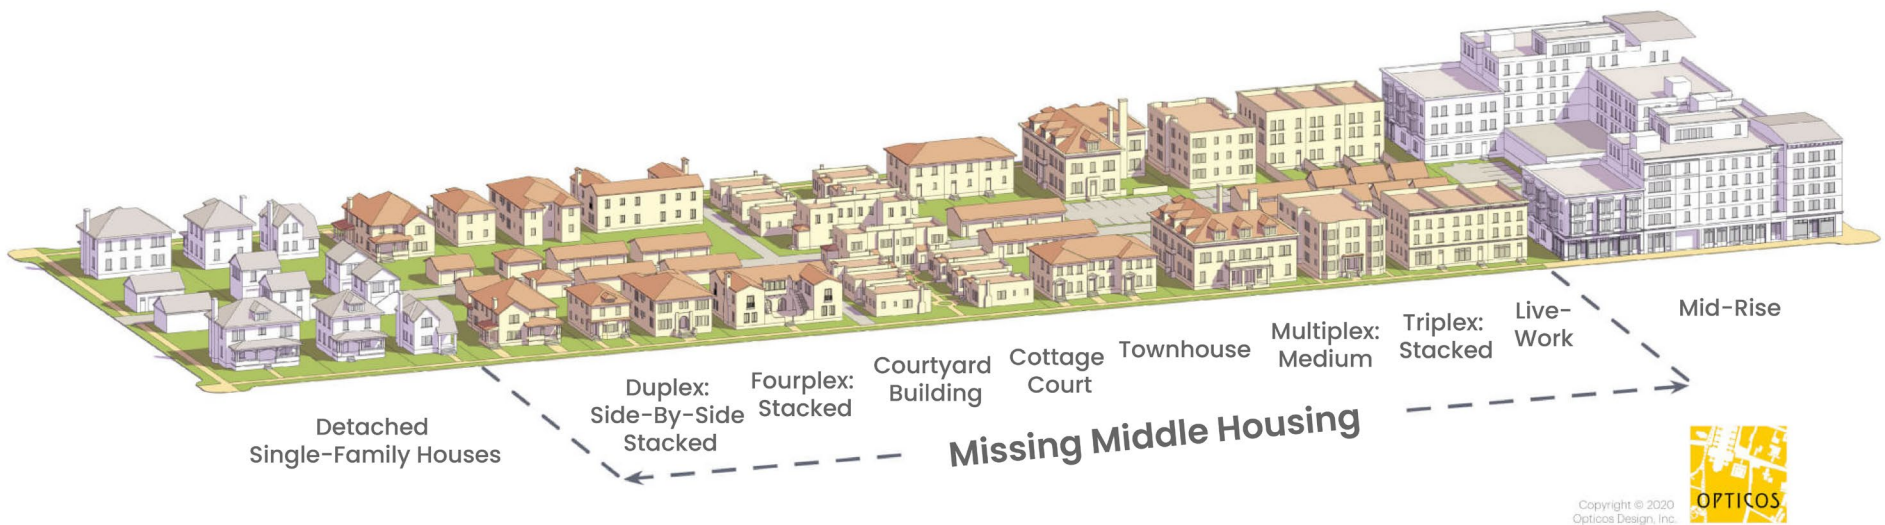 Detached
Single-Family Houses
Duplex:
Side-By-Side
Stacked
Fourplex:
Stacked
Courtyard
Building
Cottage
Court
Townhouse
Multiplex:
Medium
Triplex:
Stacked
Live-
Work
Mid-Rise
Missing Middle Housing
Copyright © 2020
Opticos Design, Inc.
OPTICOS